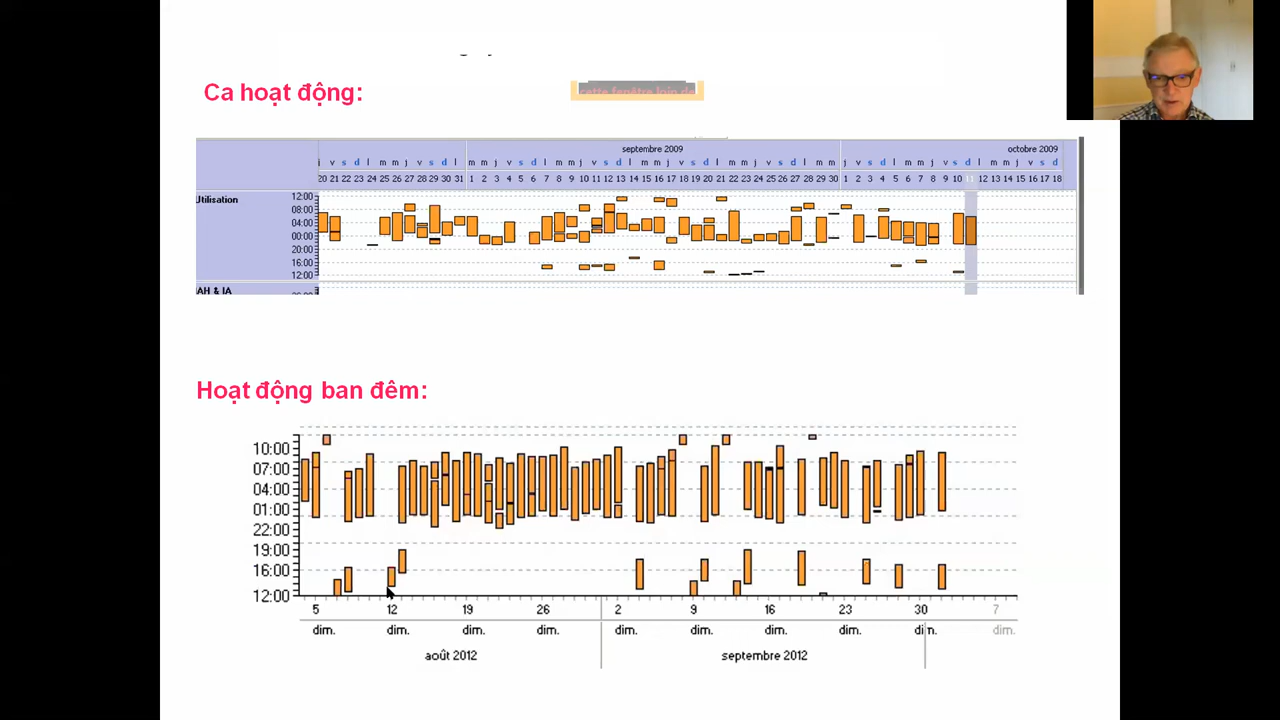 Ca hoạt động:
cette fenêtre loin de
septembre 2009 octobre 2009
j v s d l m m j v s d l m m j v s d l m m j v s d l m m j v s d l m m j v s d l m m j v s d l m m j v s d
20 21 22 23 24 25 26 27 28 29 30 31 1 2 3 4 5 6 7 8 9 10 11 12 13 14 15 16 17 18 19 20 21 22 23 24 25 26 27 28 29 30 1 2 3 4 5 6 7 8 9 10 11 12 13 14 15 16 17 18
Utilisation
12:00
08:00
04:00
00:00
20:00
16:00
12:00
AH & IA
Hoạt động ban đêm:
10:00
07:00
04:00
01:00
22:00
19:00
16:00
12:00
5 12 19 26 2 9 16 23 30 7
dim. dim. dim. dim. dim. dim. dim. dim. dim. dim.
août 2012 septembre 2012